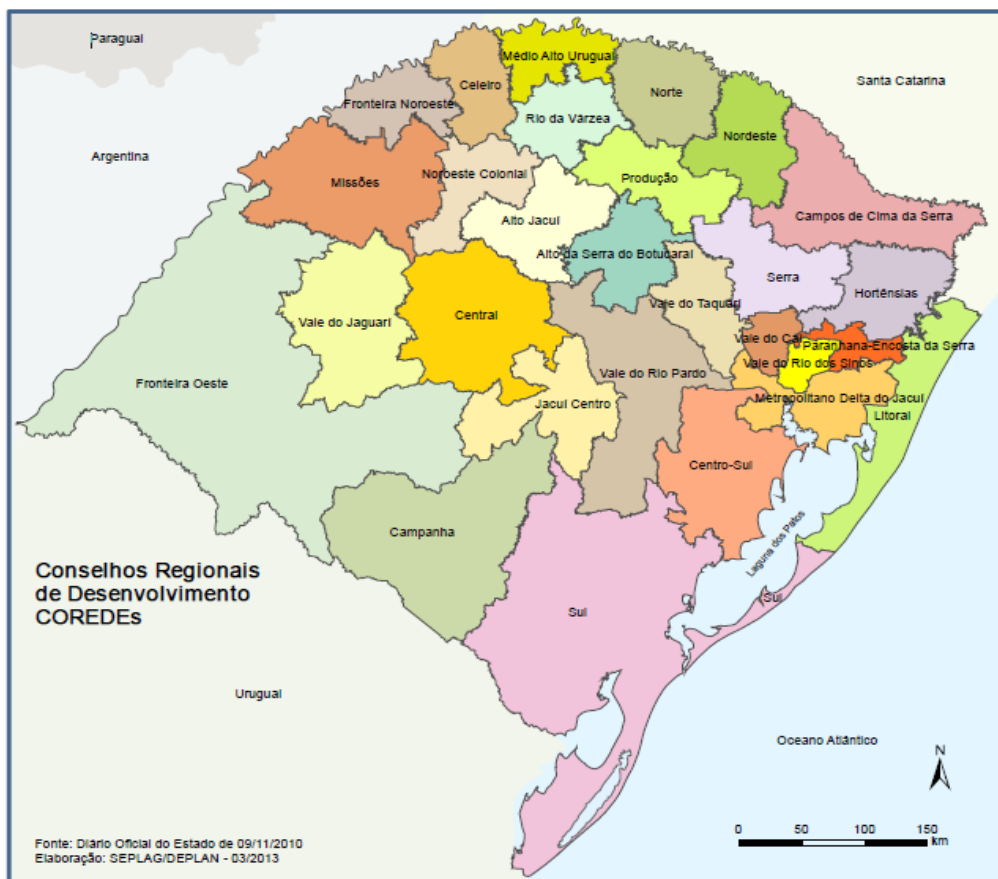 Paraguai
Médio Alto Uruguai
Santa Catarina
Celeiro
Norte
Fronteira Noroeste
Rio da Várzea
Nordeste
Argentina
Noroeste Colonial
Produção
Missões
Campos de Cima da Serra
Alto Jacuí
Alto da Serra do Botucaraí
Serra
Hortênsias
Vale do Taquari
Central
Vale do Jaguari
Vale do Caí
Paranhana-Encosta da Serra
Vale do Rio dos Sinos
Vale do Rio Pardo
Fronteira Oeste
Metropolitano Delta do Jacuí
Jacuí Centro
Litoral
Centro-Sul
Campanha
Laguna dos Patos
Conselhos Regionais
de Desenvolvimento
COREDEs
Sul
Sul
Uruguai
Oceano Atlântico
N
Fonte: Diário Oficial do Estado de 09/11/2010
Elaboração: SEPLAG/DEPLAN - 03/2013
0 50 100 150
km